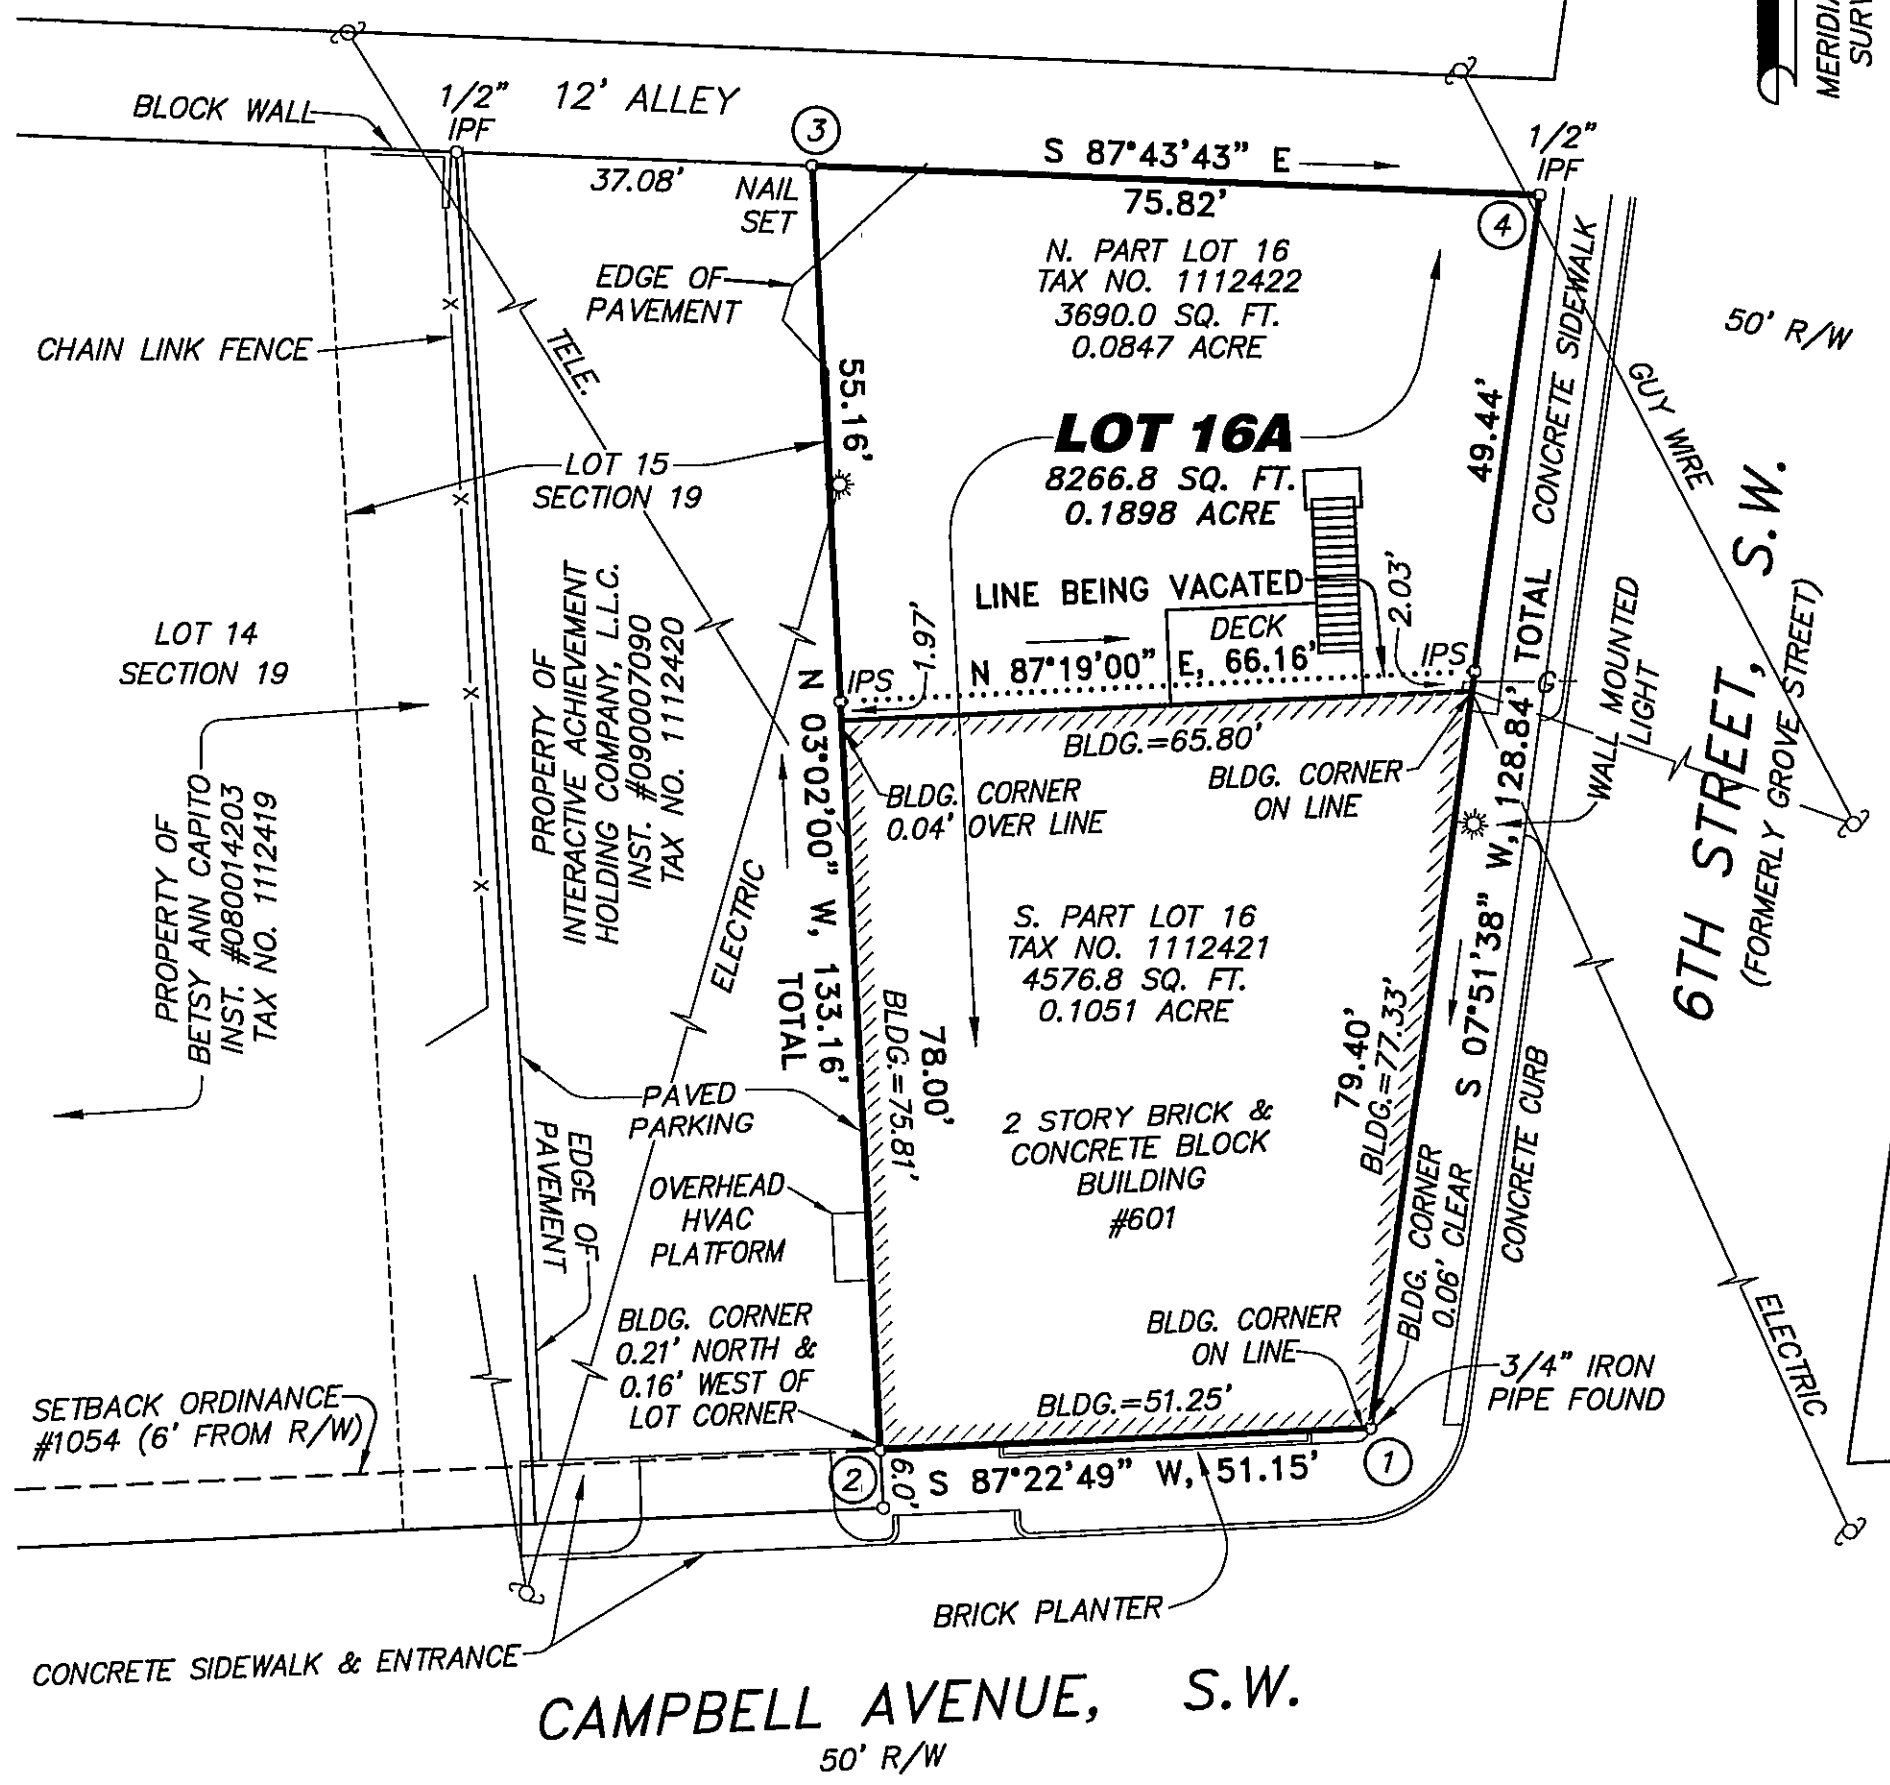 MERIDIA
SURV
12' ALLEY
BLOCK WALL
1/2"
IPF
3
S 87°43'43" E
1/2"
IPF
37.08'
NAIL
SET
75.82'
4
N. PART LOT 16
TAX NO. 1112422
3690.0 SQ. FT.
0.0847 ACRE
EDGE OF
PAVEMENT
CHAIN LINK FENCE
X
TELE.
55.16'
CONCRETE SIDEWALK
50' R/W
GUY WIRE
49.44'
LOT 16A
8266.8 SQ. FT.
0.1898 ACRE
LOT 15
SECTION 19
X
LINE BEING VACATED
2.03'
1.97'
DECK
N 87°19'00" E, 66.16'
IPS
IPS
G
LOT 14
SECTION 19
X
PROPERTY OF
INTERACTIVE ACHIEVEMENT
HOLDING COMPANY, L.L.C.
INST. #090007090
TAX NO. 1112420
WALL MOUNTED
LIGHT
6TH STREET, S.W.
(FORMERLY GROVE STREET)
BLDG.=65.80'
BLDG. CORNER
0.04' OVER LINE
BLDG. CORNER
ON LINE
PROPERTY OF
BETSY ANN CAPITO
INST. #080014203
TAX NO. 1112419
X
ELECTRIC
N 03°02'00" W, 133.16'
TOTAL
S. PART LOT 16
TAX NO. 1112421
4576.8 SQ. FT.
0.1051 ACRE
S 07°51'38" W, 128.84' TOTAL
78.00'
BLDG.=75.81'
79.40'
BLDG.=77.33'
PAVED
PARKING
2 STORY BRICK &
CONCRETE BLOCK
BUILDING
#601
CONCRETE CURB
EDGE OF
PAVEMENT
OVERHEAD
HVAC
PLATFORM
BLDG. CORNER
0.06' CLEAR
BLDG. CORNER
0.21' NORTH &
0.16' WEST OF
LOT CORNER
BLDG. CORNER
ON LINE
ELECTRIC
3/4" IRON
PIPE FOUND
SETBACK ORDINANCE
#1054 (6' FROM R/W)
BLDG.=51.25'
2
6.0'
S 87°22'49" W, 51.15'
1
BRICK PLANTER
CONCRETE SIDEWALK & ENTRANCE
CAMPBELL AVENUE, S.W.
50' R/W